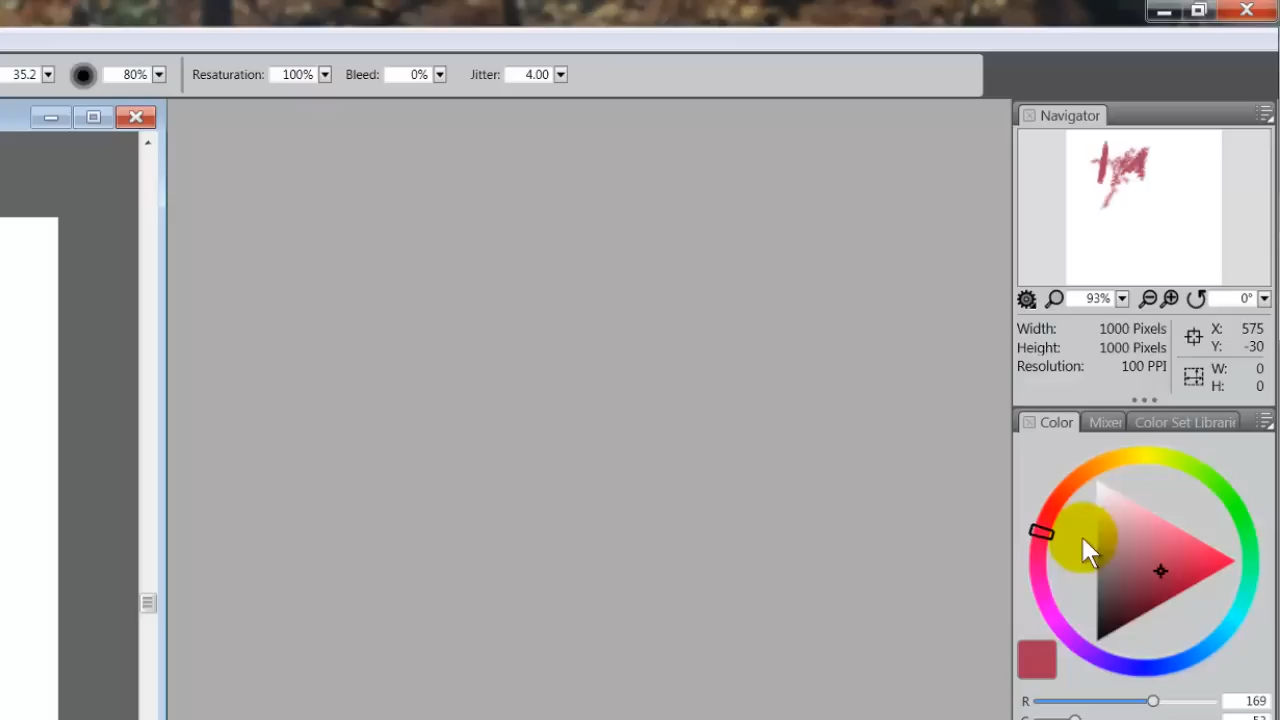 35.2 80% Resaturation: 100% Bleed: 0% Jitter: 4.00
Navigator
93% 0°
Width: 1000 Pixels X: 575
Height: 1000 Pixels Y: -30
Resolution: 100 PPI W: 0
H: 0
Color Mixer Color Set Librarie
R 169